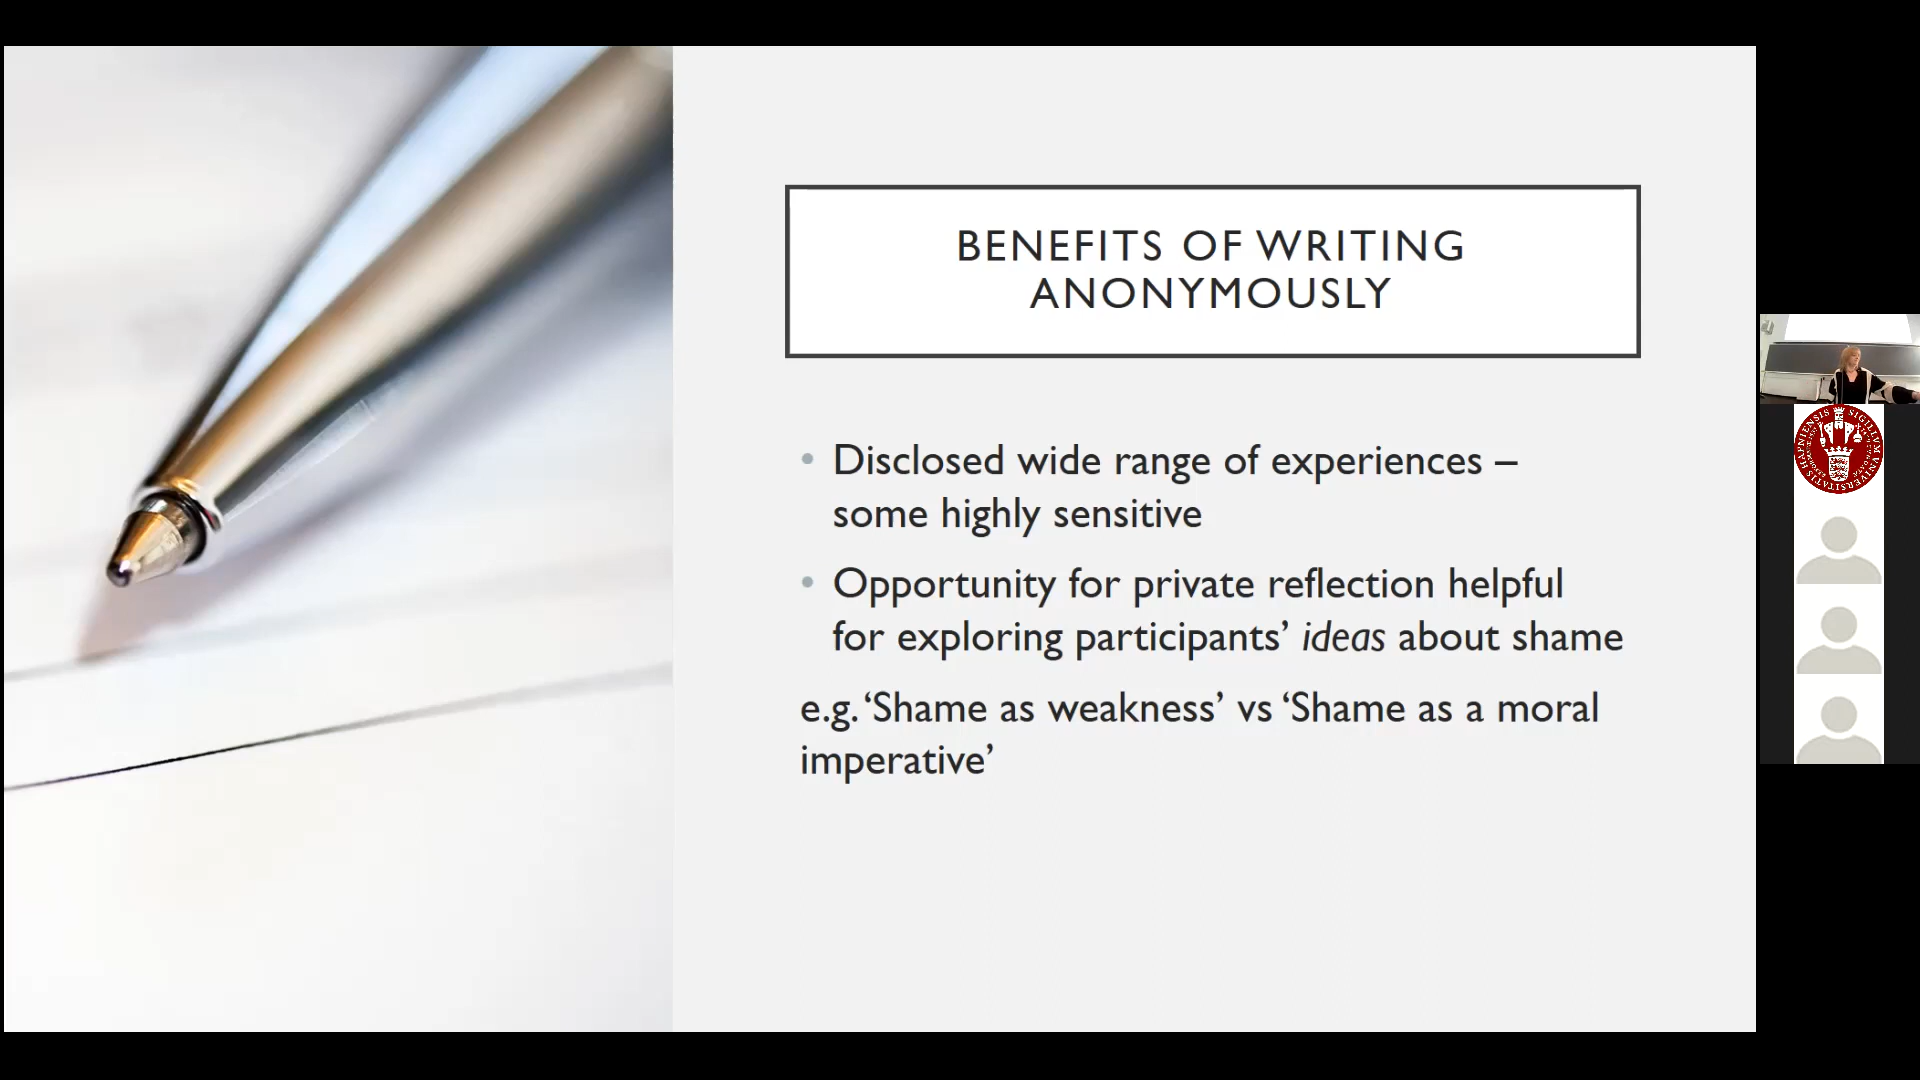 BENEFITS OF WRITING
ANONYMOUSLY
• Disclosed wide range of experiences –
some highly sensitive
• Opportunity for private reflection helpful
for exploring participants’ ideas about shame
e.g. ‘Shame as weakness’ vs ‘Shame as a moral
imperative’